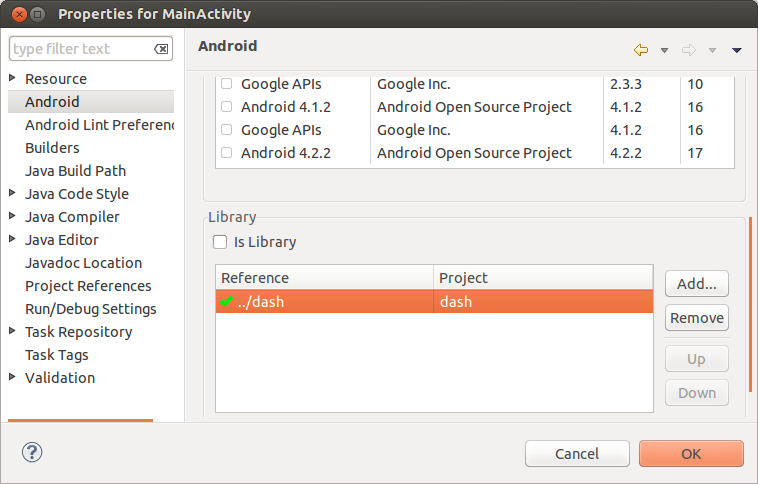 Properties for MainActivity
type filter text
Resource
Android
Android Lint Preferen
Builders
Java Build Path
Java Code Style
Java Compiler
Java Editor
Javadoc Location
Project References
Run/Debug Settings
Task Repository
Task Tags
Validation
Android
Google APIs Google Inc. 2.3.3 10
Android 4.1.2 Android Open Source Project 4.1.2 16
Google APIs Google Inc. 4.1.2 16
Android 4.2.2 Android Open Source Project 4.2.2 17
Library
Is Library
Reference Project
../dash dash
Add...
Remove
Up
Down
?
Cancel OK